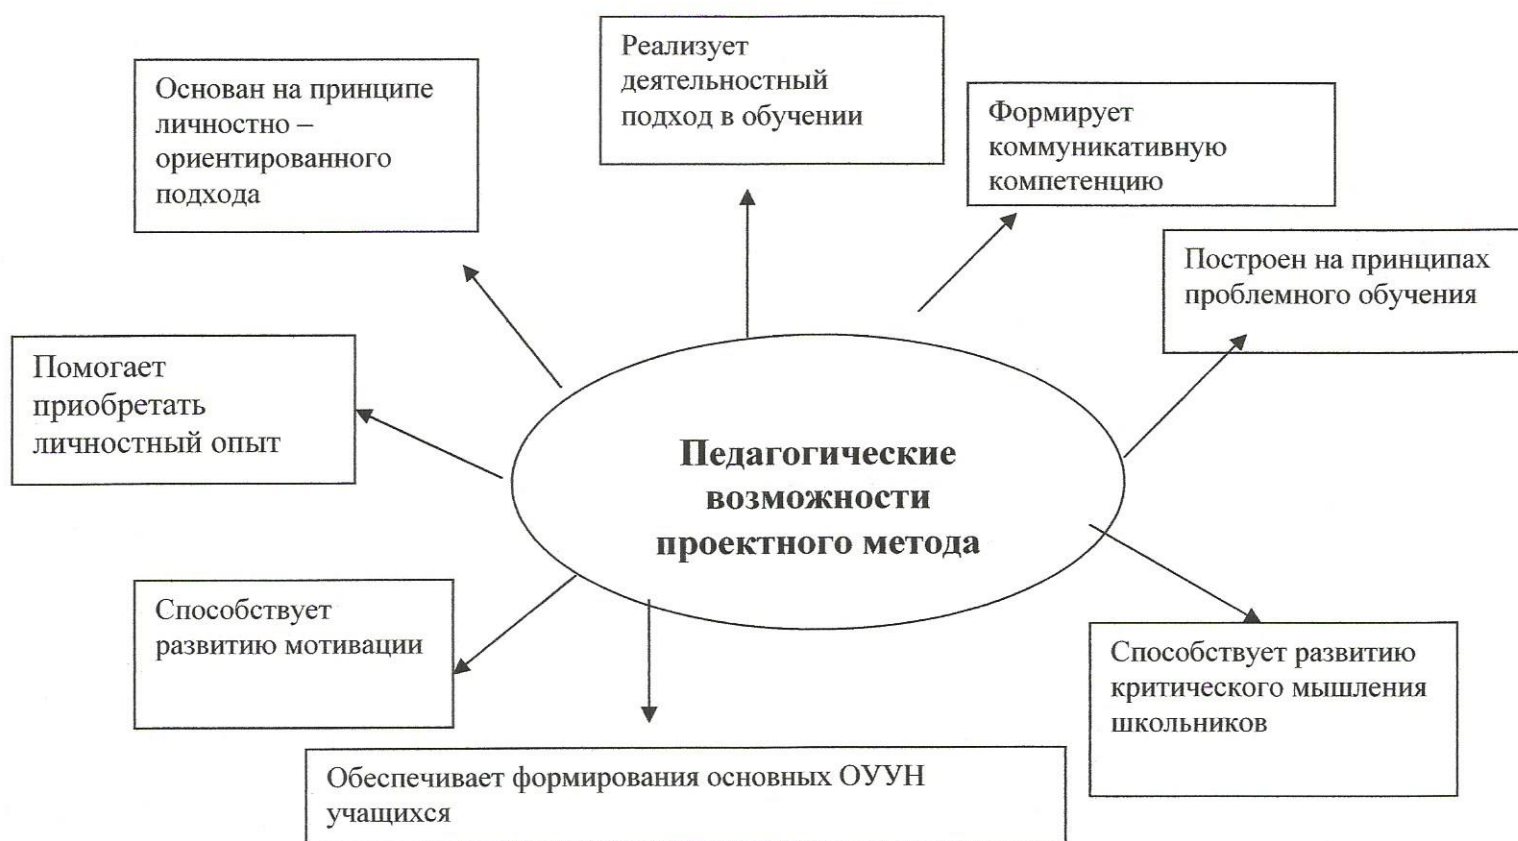 Реализует
деятельностный
подход в обучении
Основан на принципе
личностно –
ориентированного
подхода
Формирует
коммуникативную
компетенцию
Построен на принципах
проблемного обучения
Помогает
приобретать
личностный опыт
Педагогические
возможности
проектного метода
Способствует
развитию мотивации
Способствует развитию
критического мышления
школьников
Обеспечивает формирования основных ОУУН
учащихся